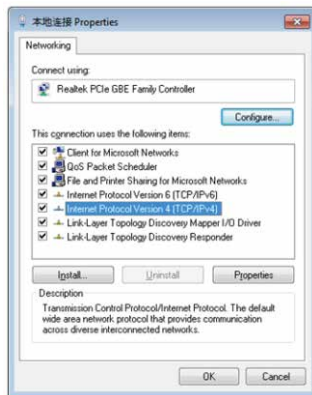 本地连接 Properties
Networking
Connect using:
Realtek PCIe GBE Family Controller
Configure...
This connection uses the following items:
Client for Microsoft Networks
QoS Packet Scheduler
File and Printer Sharing for Microsoft Networks
Internet Protocol Version 6 (TCP/IPv6)
Internet Protocol Version 4 (TCP/IPv4)
Link-Layer Topology Discovery Mapper I/O Driver
Link-Layer Topology Discovery Responder
Install...
Uninstall
Properties
Description
Transmission Control Protocol/Internet Protocol. The default
wide area network protocol that provides communication
across diverse interconnected networks.
OK
Cancel